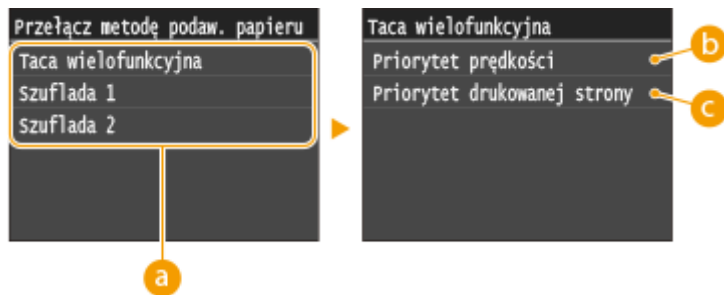 Przełącz metodę podaw. papieru
Taca wielofunkcyjna
Szuflada 1
Szuflada 2
a
Taca wielofunkcyjna
Priorytet prędkości
b
Priorytet drukowanej strony
c